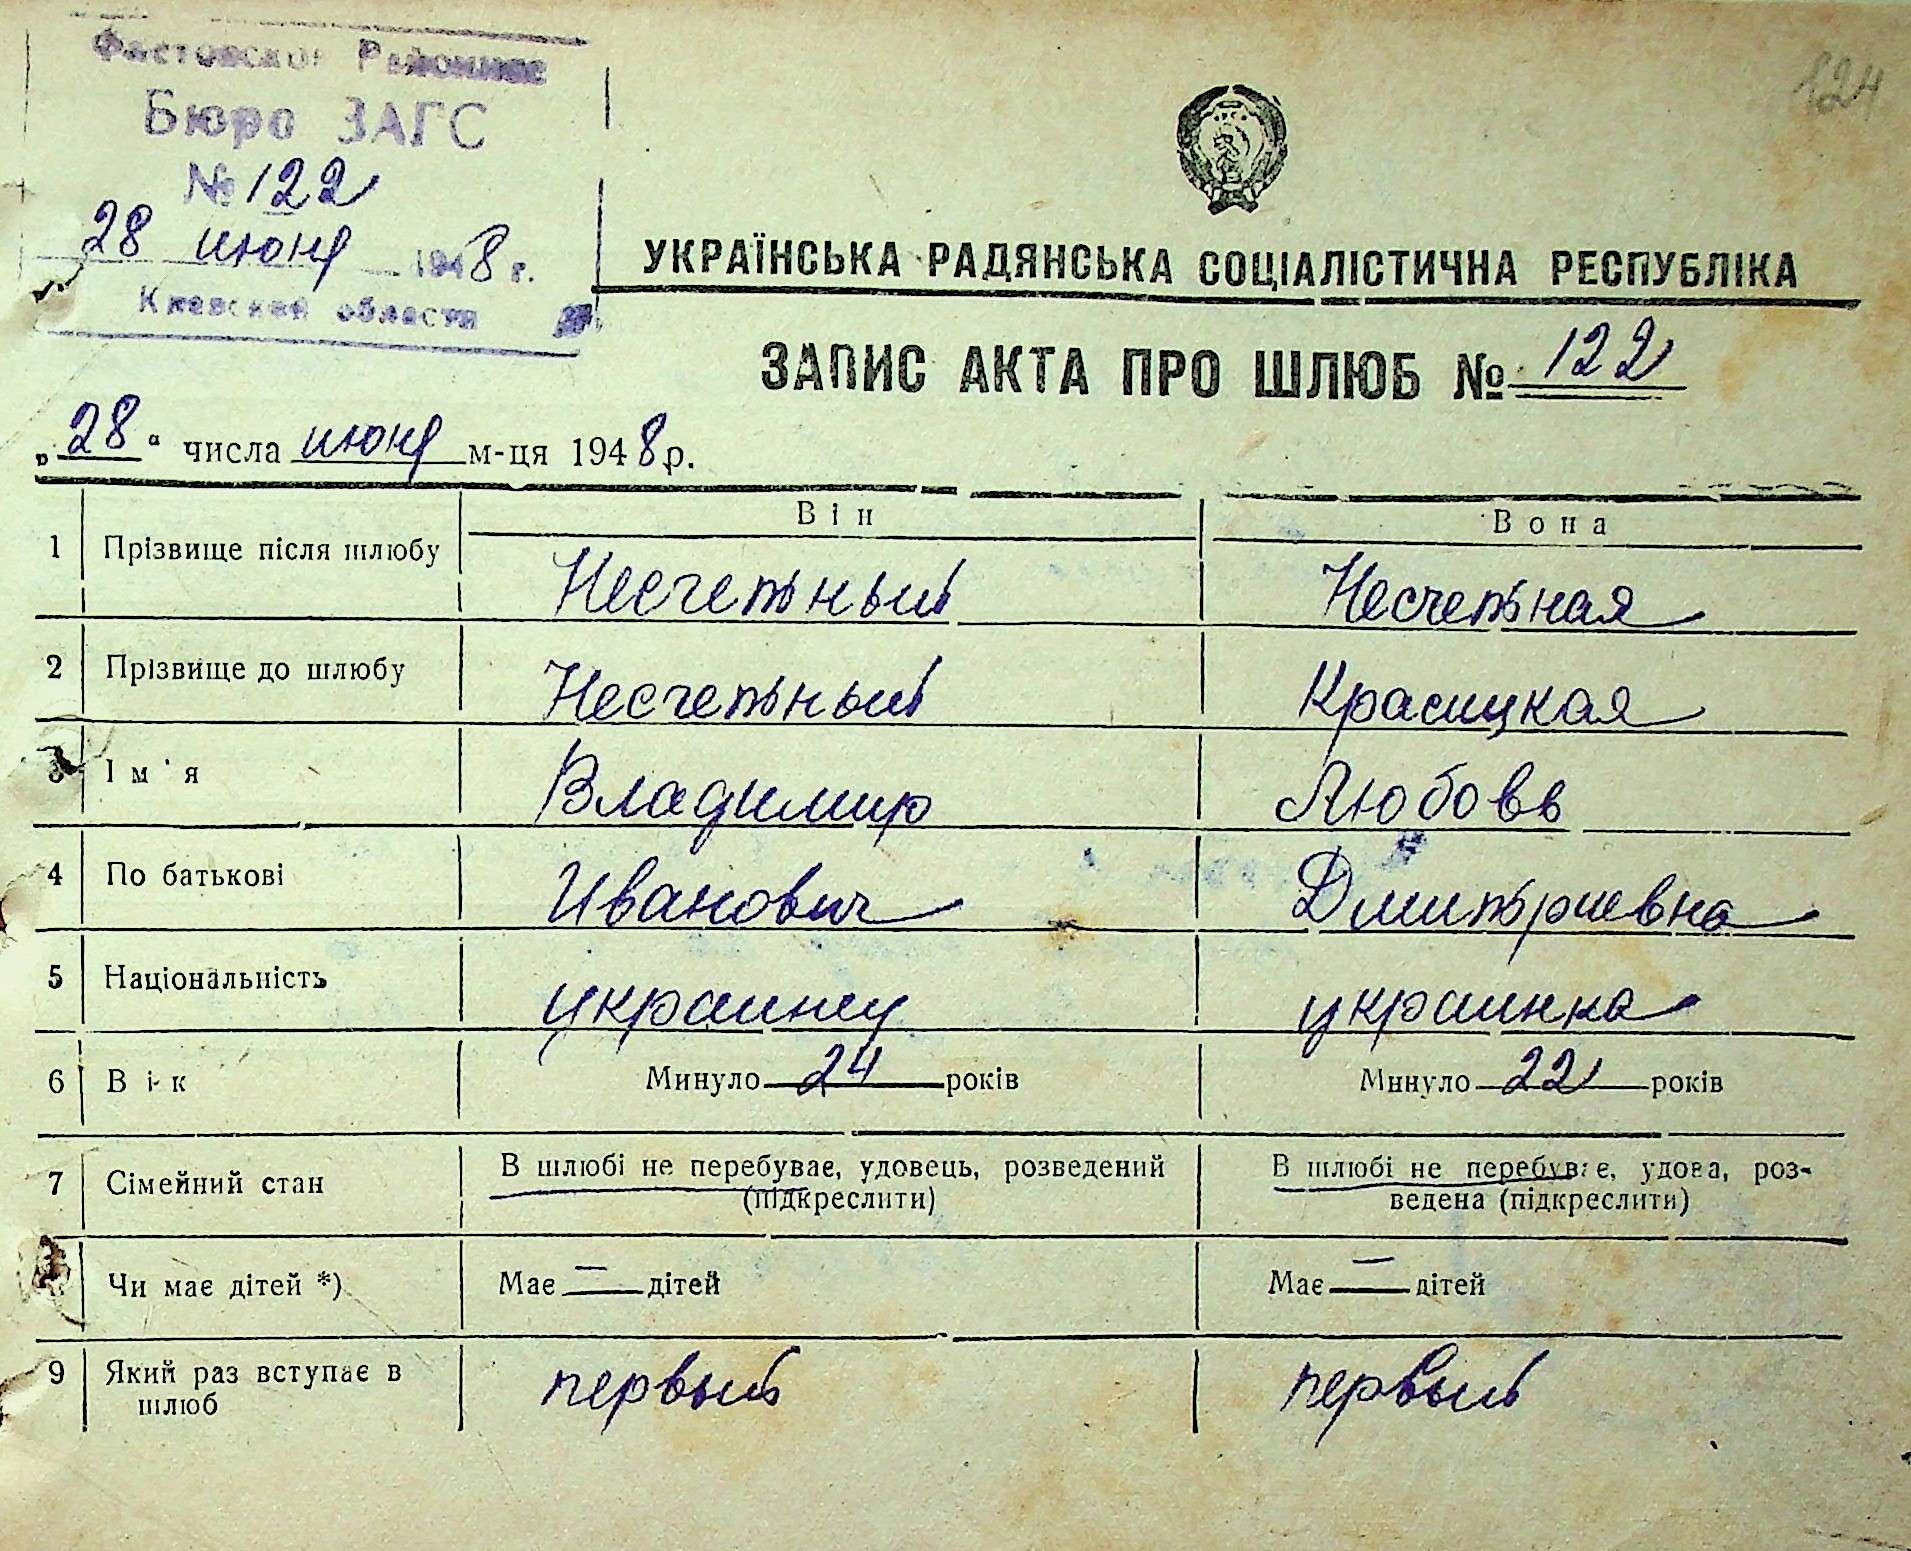 124
Фастовское Районное
Бюро ЗАГС
№ 122
28 июня 1948 г.
Киевской области
УКРАЇНСЬКА РАДЯНСЬКА СОЦІАЛІСТИЧНА РЕСПУБЛІКА
ЗАПИС АКТА ПРО ШЛЮБ № 122
„28“ числа июня м-ця 1948 р.
Він Вона
1 Прізвище після шлюбу Несчетный Несчетная
2 Прізвище до шлюбу Несчетный Красицкая
3 Ім'я Владимир Любовь
4 По батькові Иванович Дмитриевна
5 Національність украинец украинка
6 Вік Минуло 24 років Минуло 22 років
7 Сімейний стан В шлюбі не перебуває, удовець, розведений В шлюбі не перебуває, удова, роз-
(підкреслити) ведена (підкреслити)
Чи має дітей *) Має — дітей Має — дітей
9 Який раз вступає в первый первый
шлюб